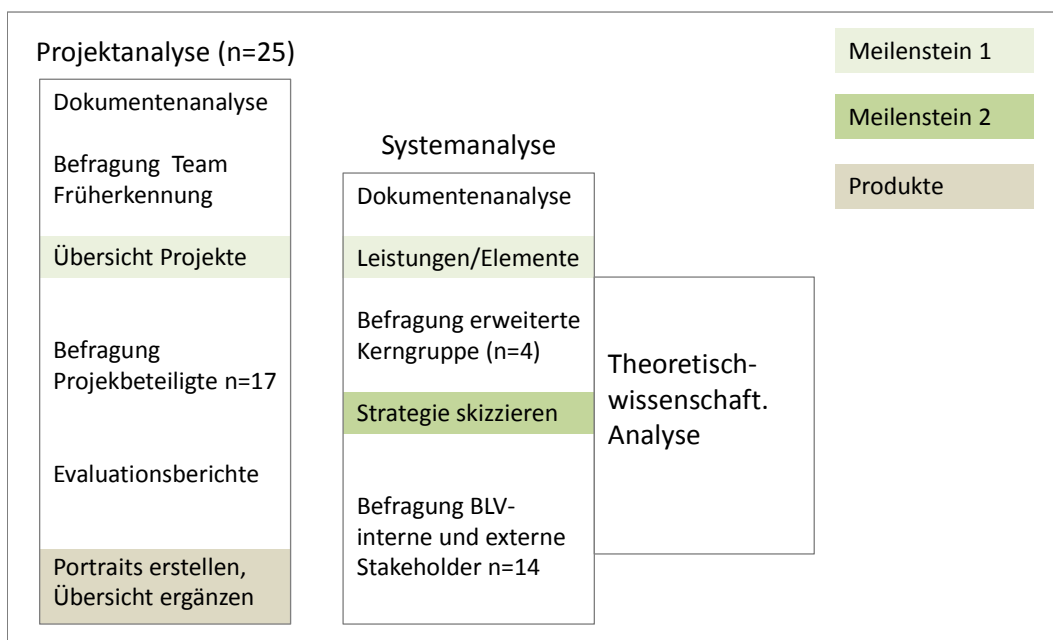 Projektanalyse (n=25)
Dokumentenanalyse
Befragung Team
Früherkennung
Übersicht Projekte
Befragung
Projekbeteiligte n=17
Evaluationsberichte
Portraits erstellen,
Übersicht ergänzen
Systemanalyse
Dokumentenanalyse
Leistungen/Elemente
Befragung erweiterte
Kerngruppe (n=4)
Strategie skizzieren
Befragung BLV-
interne und externe
Stakeholder n=14
Theoretisch-
wissenschaft.
Analyse
Meilenstein 1
Meilenstein 2
Produkte